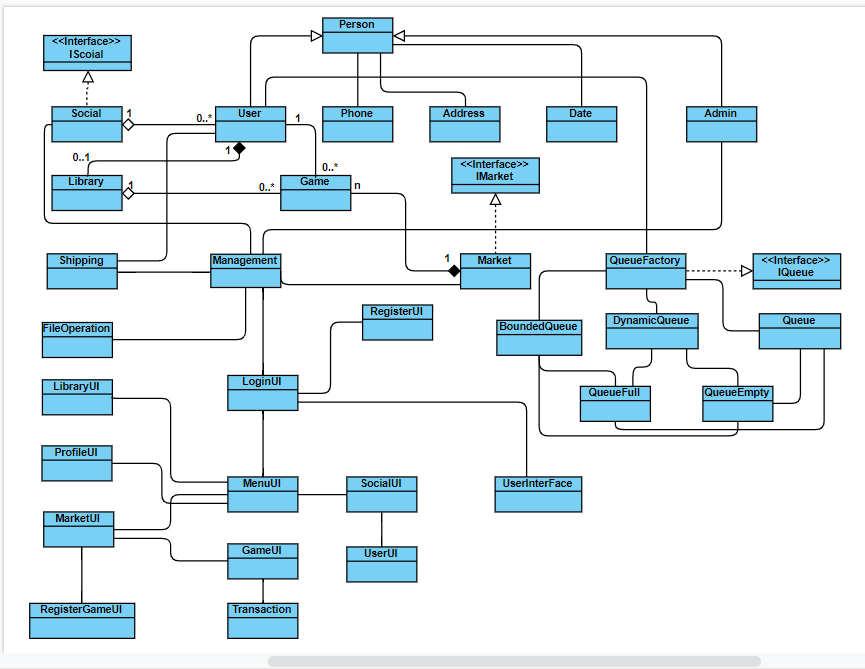 Person
<<Interface>>
IScoial
Social
1
0..*
User
1
Phone
Address
Date
Admin
1
0..1
Library
1
0..*
0..*
Game
n
<<Interface>>
IMarket
Shipping
Management
1
Market
QueueFactory
<<Interface>>
IQueue
RegisterUI
FileOperation
BoundedQueue
DynamicQueue
Queue
LibraryUI
LoginUI
QueueFull
QueueEmpty
ProfileUI
MenuUI
SocialUI
UserInterFace
MarketUI
GameUI
UserUI
RegisterGameUI
Transaction